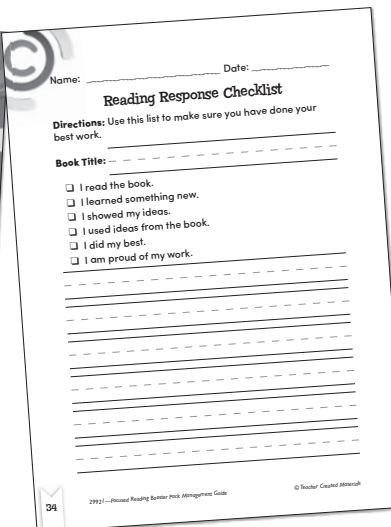 Name: Date:
Reading Response Checklist
Directions: Use this list to make sure you have done your
best work.
Book Title:
❏ I read the book.
❏ I learned something new.
❏ I showed my ideas.
❏ I used ideas from the book.
❏ I did my best.
❏ I am proud of my work.
34
29921—Focused Reading Booster Pack Management Guide
© Teacher Created Materials